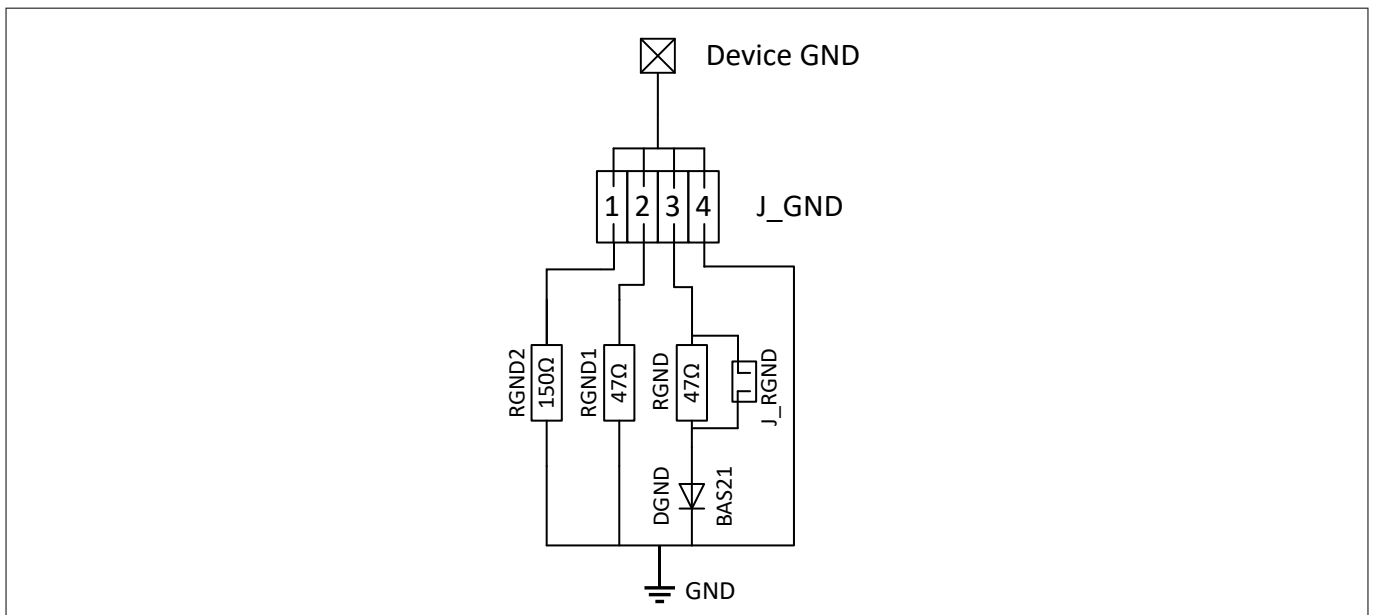 Device GND
1 2 3 4
J_GND
RGND2
150Ω
RGND1
47Ω
RGND
47Ω
J_RGND
DGND
BAS21
GND